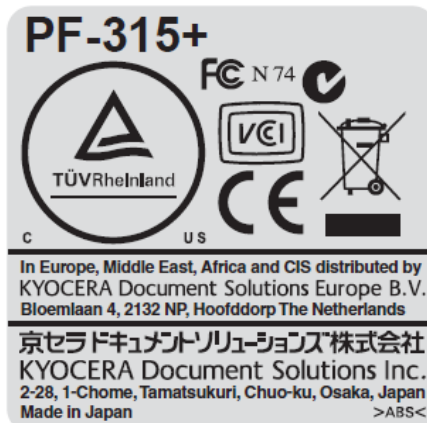 PF-315+
FC N 74
VCI
TÜVRheinland
CE
C US
In Europe, Middle East, Africa and CIS distributed by
KYOCERA Document Solutions Europe B.V.
Bloemlaan 4, 2132 NP, Hoofddorp The Netherlands
京セラドキュメントソリューションズ株式会社
KYOCERA Document Solutions Inc.
2-28, 1-Chome, Tamatsukuri, Chuo-ku, Osaka, Japan
Made in Japan >ABS<